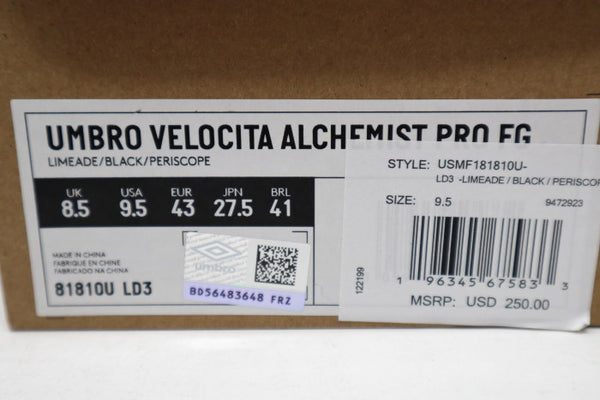 UMBRO VELOCITA ALCHEMIST PRO FG
LIMEADE/BLACK/PERISCOPE
UK USA EUR JPN BRL
8.5 9.5 43 27.5 41
MADE IN CHINA
FABRIQUE EN CHINE
FABRICADO NA CHINA
81810U LD3
umbro
BD56483648 FRZ
STYLE: USMF181810U-
LD3 -LIMEADE / BLACK / PERISCOP
SIZE: 9.5
9472923
122199
1 96345 67583 3
MSRP: USD 250.00